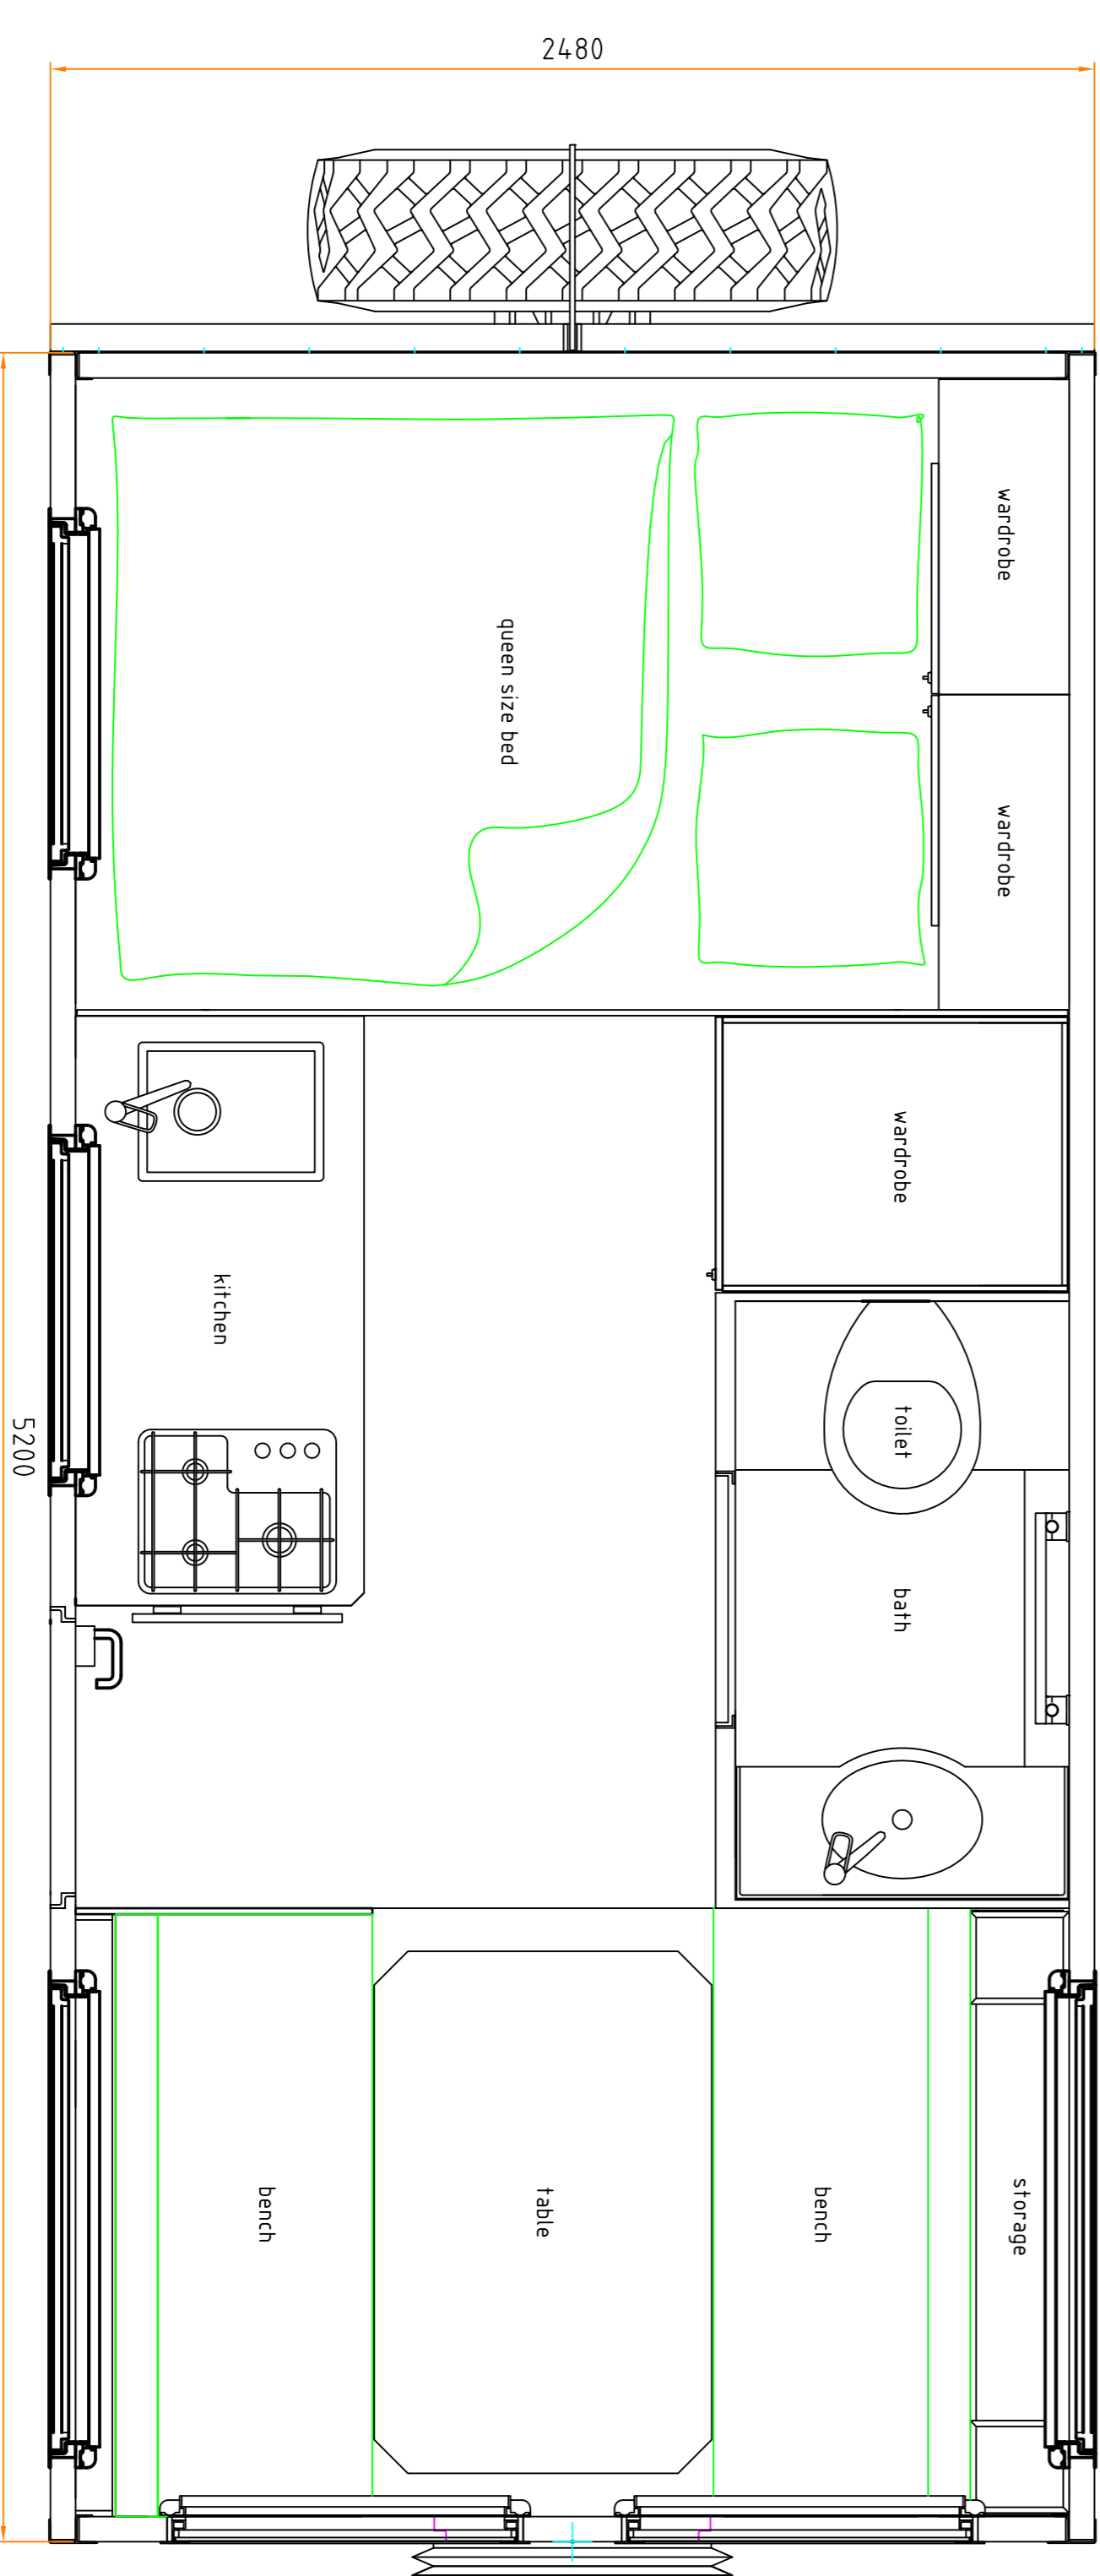 2480
wardrobe
wardrobe
queen size bed
wardrobe
kitchen
toilet
bath
5200
storage
bench
table
bench